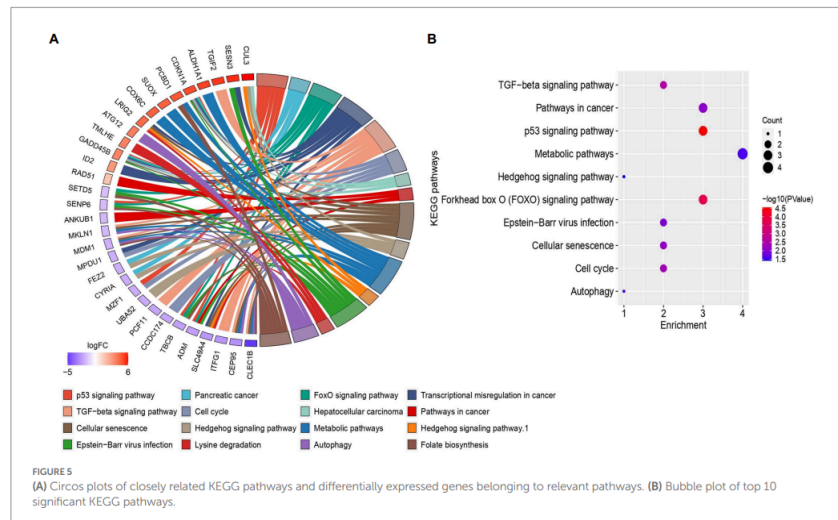 A
B
CUL3
SESN3
TGIF2
ALDH1A1
CDKN1A
PCBD1
SUOX
COX8C
LRIG2
ATG12
TMLHE
GADD45B
ID2
RAD51
SETD5
SENP6
ANKUB1
MKLN1
MDM1
MPDU1
FEZ2
CYRIA
MZF1
UBA52
PCF11
CCDC174
TBCB
ADM
SLC49A4
ITFG1
CEP95
CLEC1B
logFC
-5 6
p53 signaling pathway Pancreatic cancer FoxO signaling pathway Transcriptional misregulation in cancer
TGF-beta signaling pathway Cell cycle Hepatocellular carcinoma Pathways in cancer
Cellular senescence Hedgehog signaling pathway Metabolic pathways Hedgehog signaling pathway.1
Epstein-Barr virus infection Lysine degradation Autophagy Folate biosynthesis
KEGG pathways
TGF-beta signaling pathway
Pathways in cancer
p53 signaling pathway
Metabolic pathways
Hedgehog signaling pathway
Forkhead box O (FOXO) signaling pathway
Epstein-Barr virus infection
Cellular senescence
Cell cycle
Autophagy
1 2 3 4
Enrichment
Count
1
2
3
4
-log10(PValue)
4.5
4.0
3.5
3.0
2.5
2.0
1.5
FIGURE 5
(A) Circos plots of closely related KEGG pathways and differentially expressed genes belonging to relevant pathways. (B) Bubble plot of top 10
significant KEGG pathways.